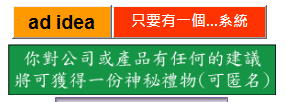 ad idea
只要有一個...系統
你對公司或產品有任何的建議
將可獲得一份神秘禮物(可匿名)